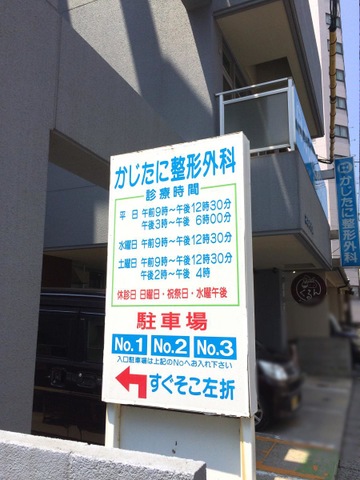 かじたに整形外科
診療時間
平 日 午前9時～午後12時30分
午後3時～午後 6時00分
水曜日 午前9時～午後12時30分
土曜日 午前9時～午後12時30分
午後2時～午後 4時
休診日 日曜日・祝祭日・水曜午後
駐車場
No.1 No.2 No.3
入口駐車場は上記のNoへお入れ下さい
すぐそこ左折
かじたに整形外科